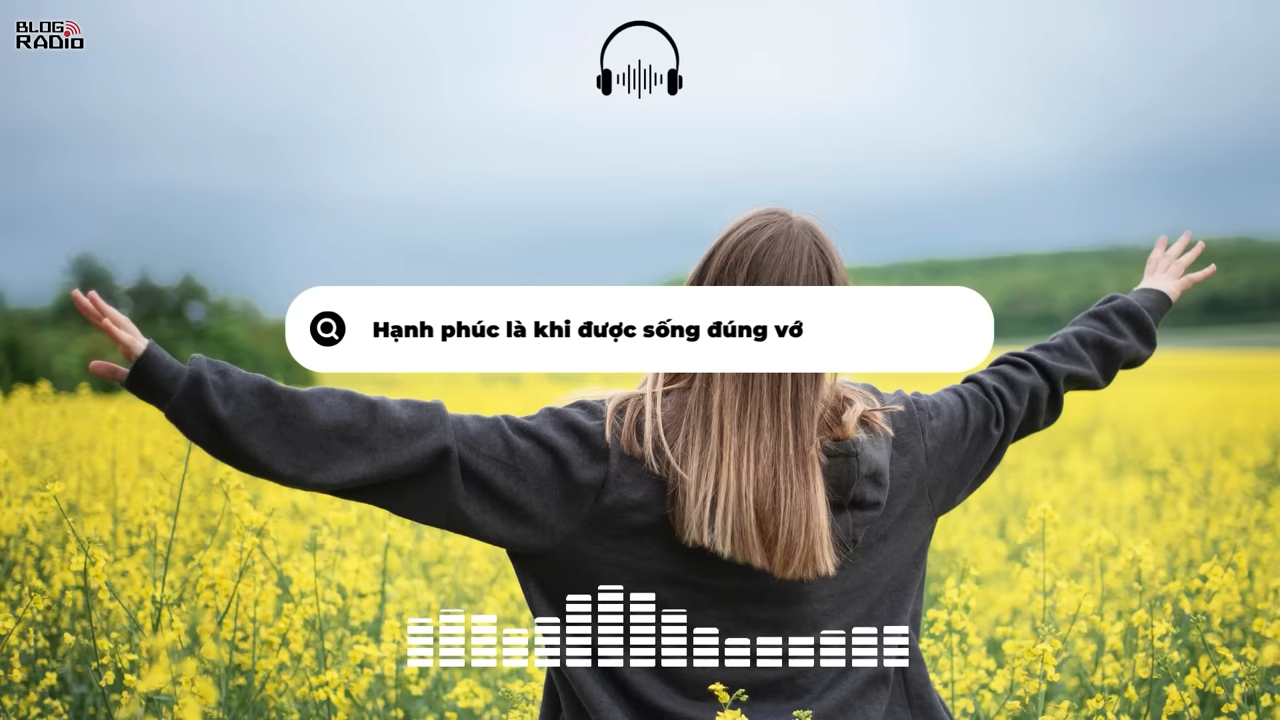 BLOG
RADIO
Hạnh phúc là khi được sống đúng vớ